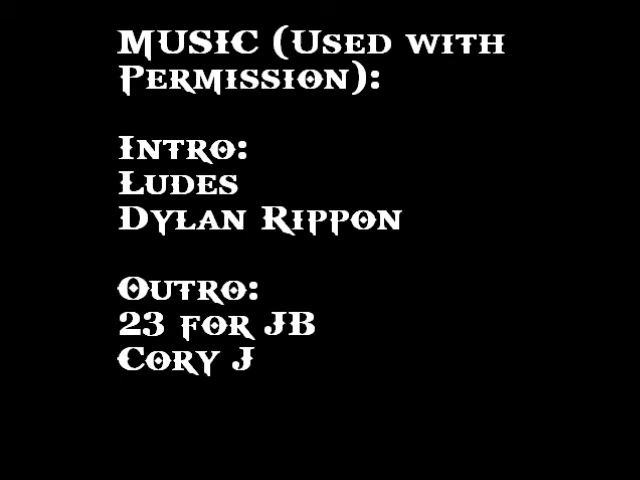 MUSIC (Used with
Permission):
Intro:
Ludes
Dylan Rippon
Outro:
23 for JB
Cory J